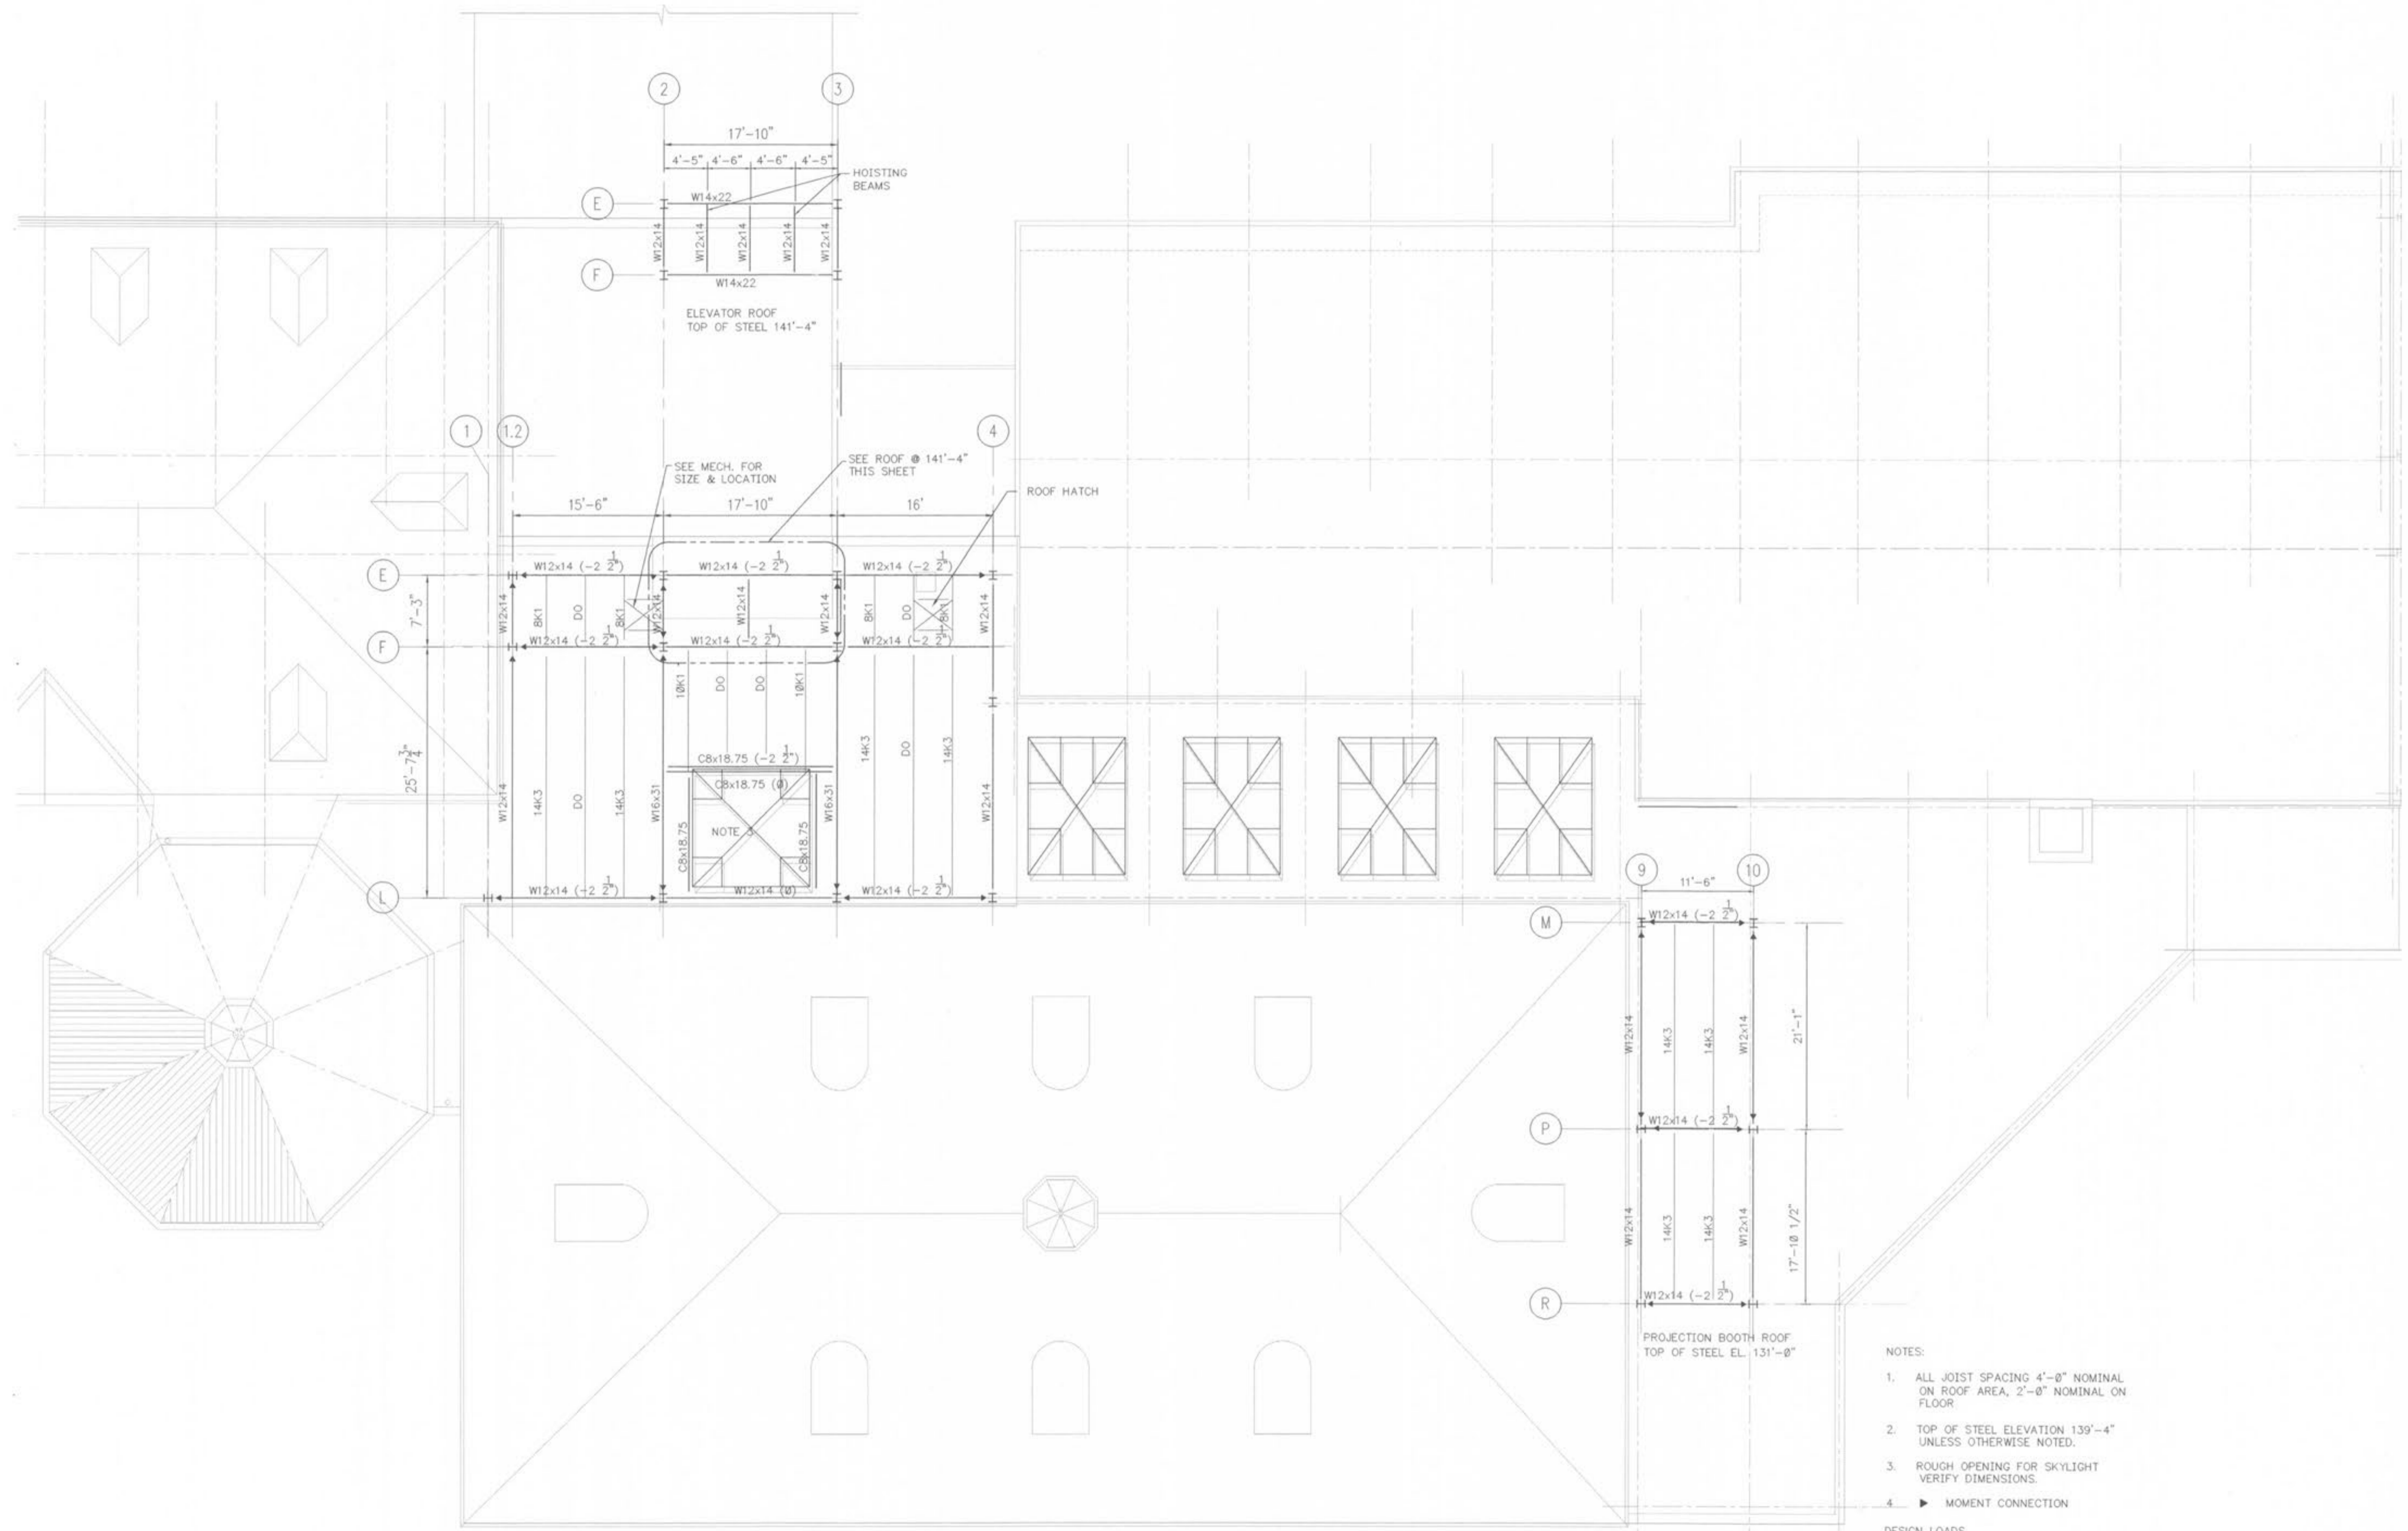 2
3
17'-10"
4'-5" 4'-6" 4'-6" 4'-5"
HOISTING
BEAMS
E
W14x22
W12x14
W12x14
W12x14
W12x14
W12x14
F
W14x22
ELEVATOR ROOF
TOP OF STEEL 141'-4"
1
1.2
4
SEE MECH. FOR
SIZE & LOCATION
SEE ROOF @ 141'-4"
THIS SHEET
ROOF HATCH
15'-6"
17'-10"
16'
E
W12x14 (-2 1/2")
W12x14 (-2 1/2")
W12x14 (-2 1/2")
7'-3"
W12x14
8K1
DO
8K1
W12x14
W12x14
W12x14
8K1
DO
8K1
W12x14
F
W12x14 (-2 1/2")
W12x14 (-2 1/2")
W12x14 (-2 1/2")
10K1
DO
DO
10K1
25'-7 3/4"
C8x18.75 (-2 1/2")
C8x18.75 (Ø)
W12x14
14K3
DO
14K3
W16x31
C8x18.75
NOTE 3
C8x18.75
W16x31
14K3
DO
14K3
W12x14
L
W12x14 (-2 1/2")
W12x14 (Ø)
W12x14 (-2 1/2")
9
10
11'-6"
M
W12x14 (-2 1/2")
W12x14
14K3
14K3
W12x14
21'-1"
P
W12x14 (-2 1/2")
W12x14
14K3
14K3
W12x14
17'-1Ø 1/2"
R
W12x14 (-2 1/2")
PROJECTION BOOTH ROOF
TOP OF STEEL EL. 131'-Ø"
NOTES:
1. ALL JOIST SPACING 4'-Ø" NOMINAL
ON ROOF AREA, 2'-Ø" NOMINAL ON
FLOOR
2. TOP OF STEEL ELEVATION 139'-4"
UNLESS OTHERWISE NOTED.
3. ROUGH OPENING FOR SKYLIGHT
VERIFY DIMENSIONS.
4 ▶ MOMENT CONNECTION
DESIGN LOADS